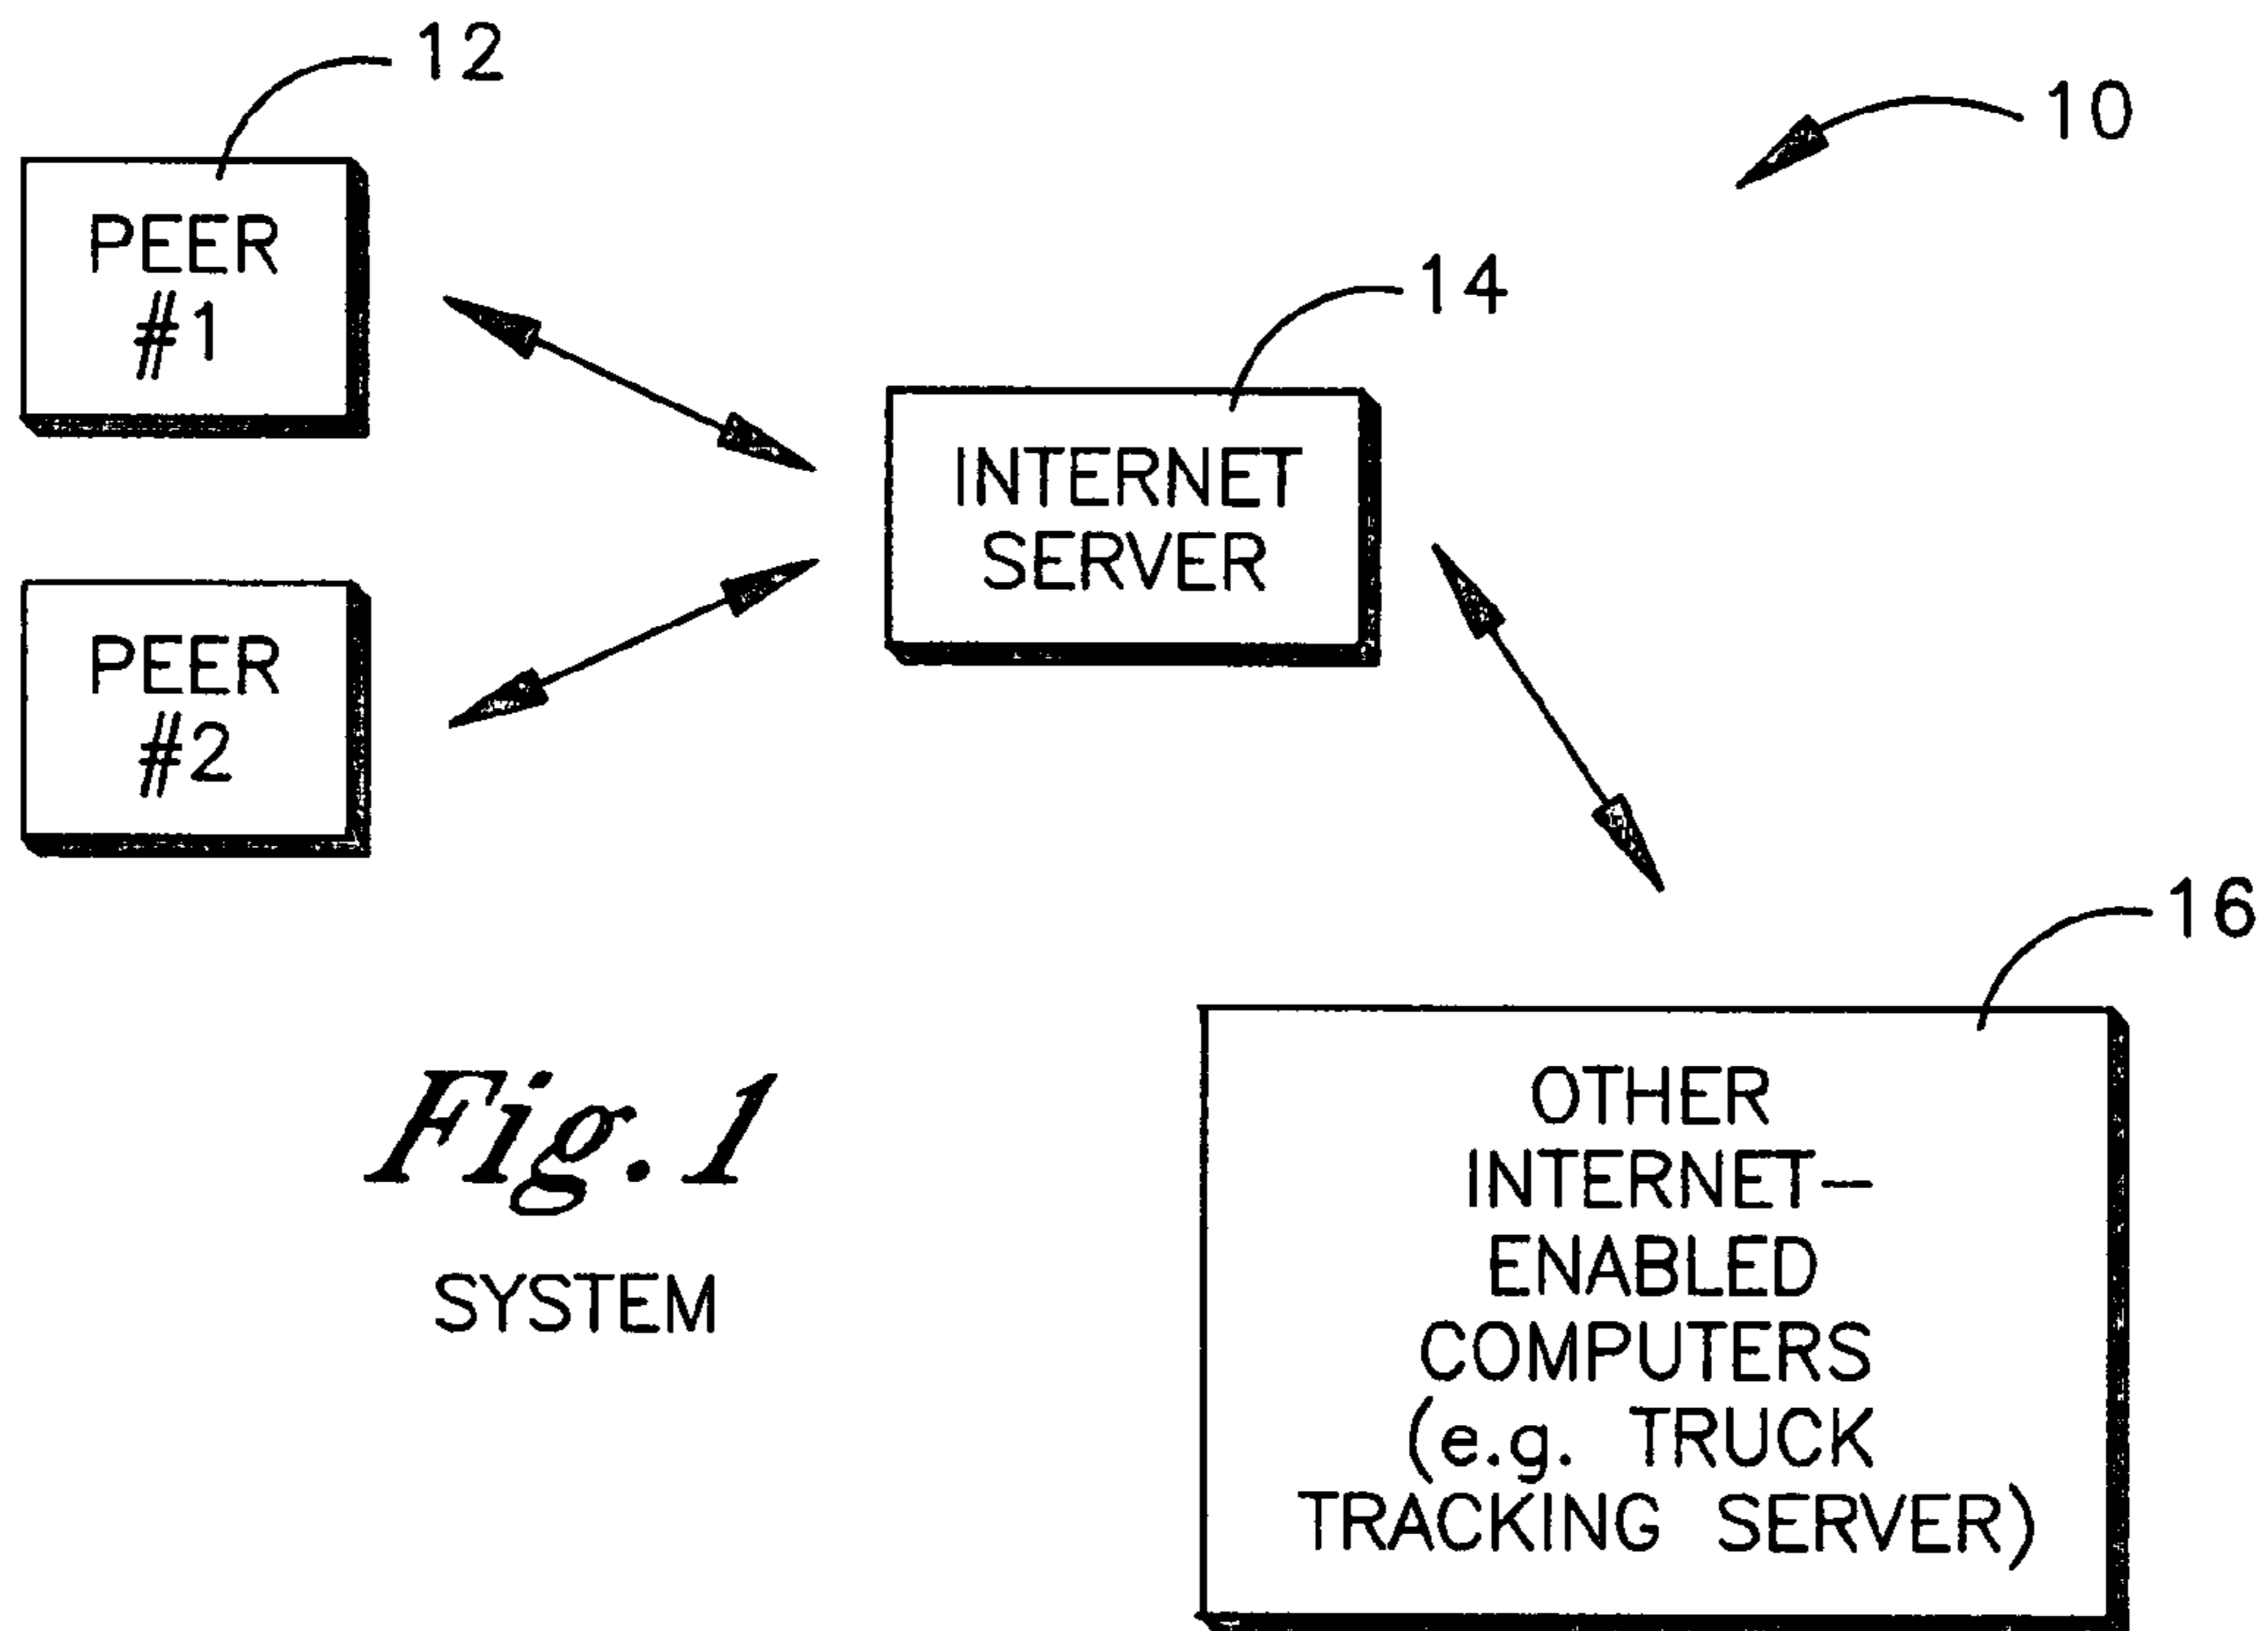 12
10
PEER
#1
14
INTERNET
SERVER
PEER
#2
16
OTHER
INTERNET-
ENABLED
COMPUTERS
(e.g. TRUCK
TRACKING SERVER)
Fig. 1
SYSTEM